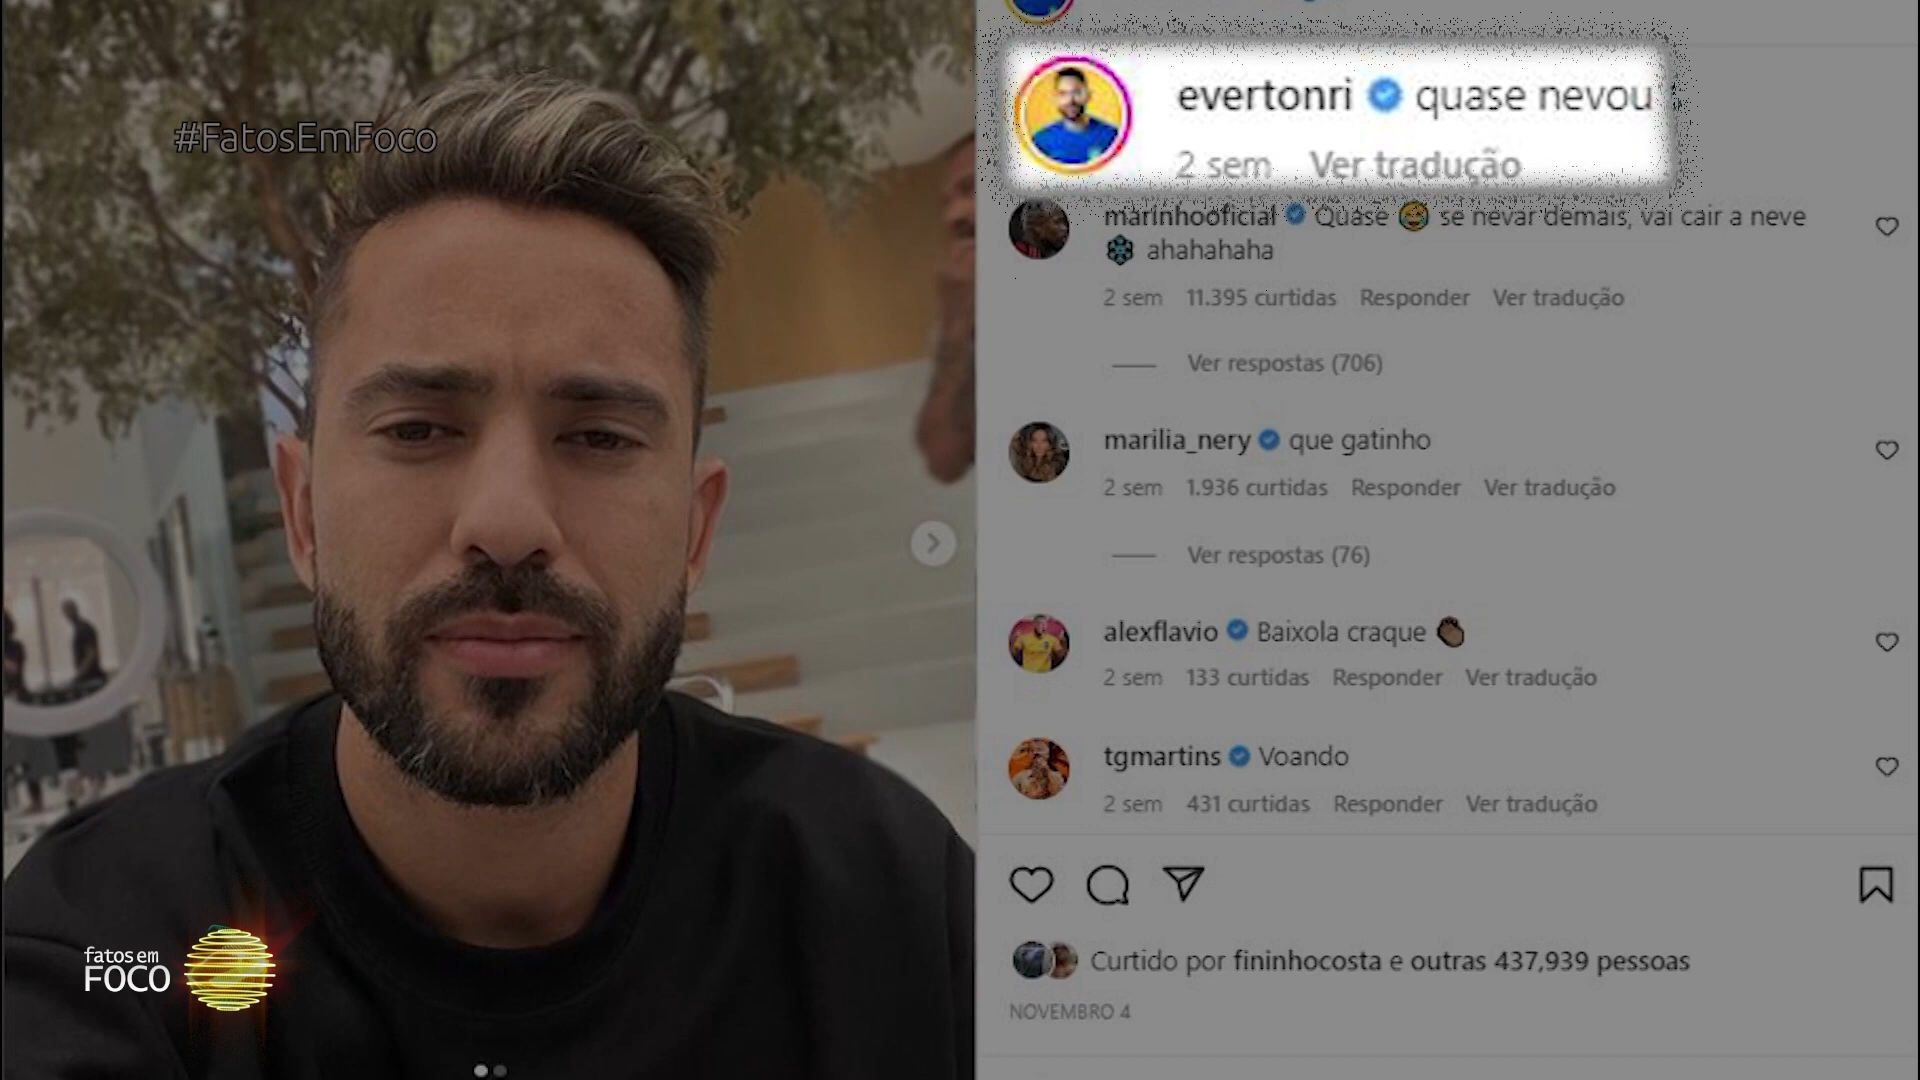 #FatosEmFoco
evertonri quase nevou
2 sem Ver tradução
marinhooficial Quase 😂 se nevar demais, vai cair a neve
❄ ahahahaha
2 sem 11.395 curtidas Responder Ver tradução
Ver respostas (706)
marilia_nery que gatinho
2 sem 1.936 curtidas Responder Ver tradução
Ver respostas (76)
alexflavio Baixola craque 👏🏾
2 sem 133 curtidas Responder Ver tradução
tgmartins Voando
2 sem 431 curtidas Responder Ver tradução
Curtido por fininhocosta e outras 437,939 pessoas
NOVEMBRO 4
fatos em
FOCO